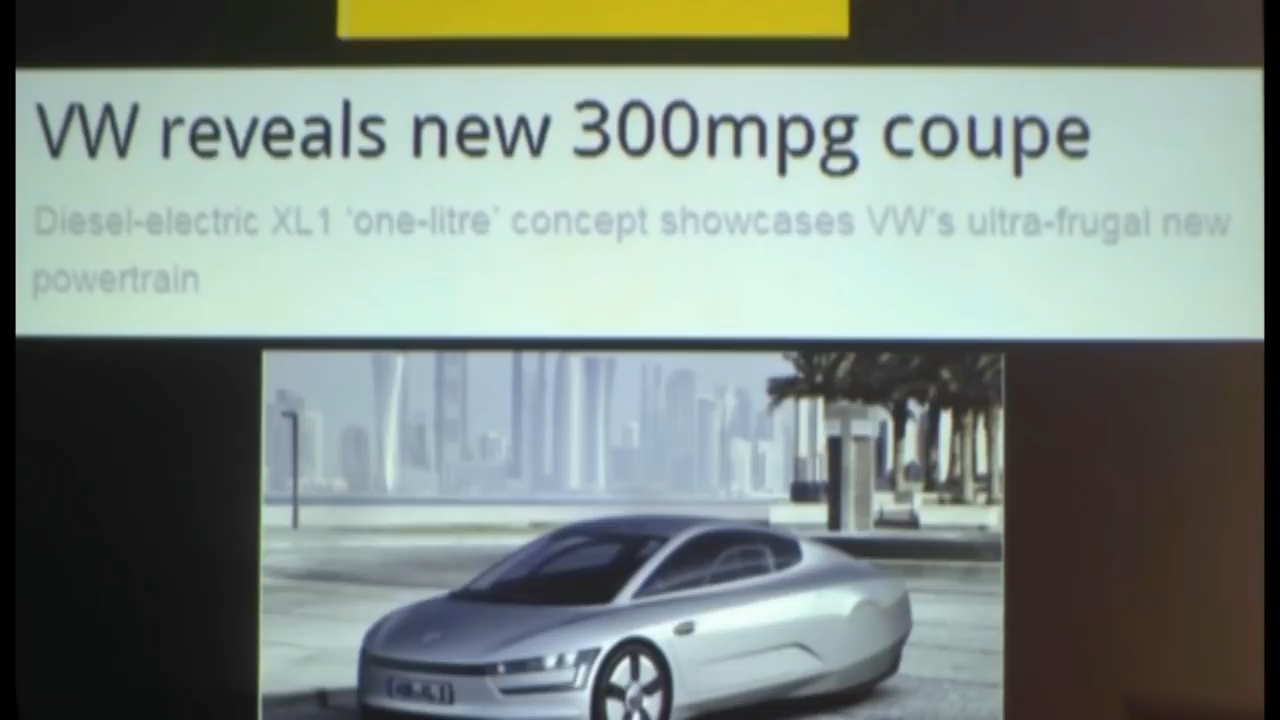 VW reveals new 300mpg coupe
Diesel-electric XL1 'one-litre' concept showcases VW's ultra-frugal new
powertrain